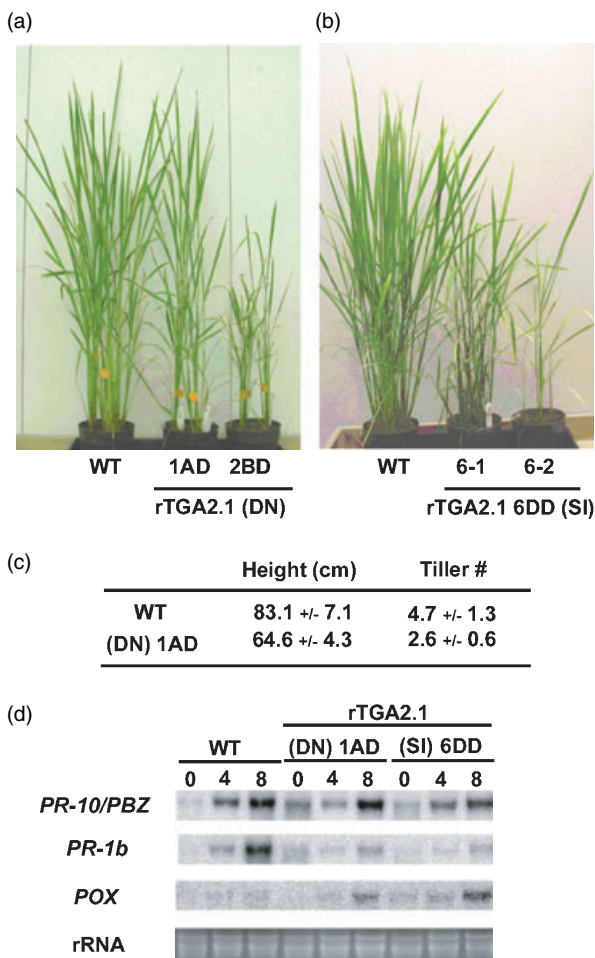 (a) (b)
WT 1AD 2BD WT 6-1 6-2
rTGA2.1 (DN) rTGA2.1 6DD (SI)
(c)
Height (cm) Tiller #
WT 83.1 +/- 7.1 4.7 +/- 1.3
(DN) 1AD 64.6 +/- 4.3 2.6 +/- 0.6
(d)
rTGA2.1
WT (DN) 1AD (SI) 6DD
0 4 8 0 4 8 0 4 8
PR-10/PBZ
PR-1b
POX
rRNA